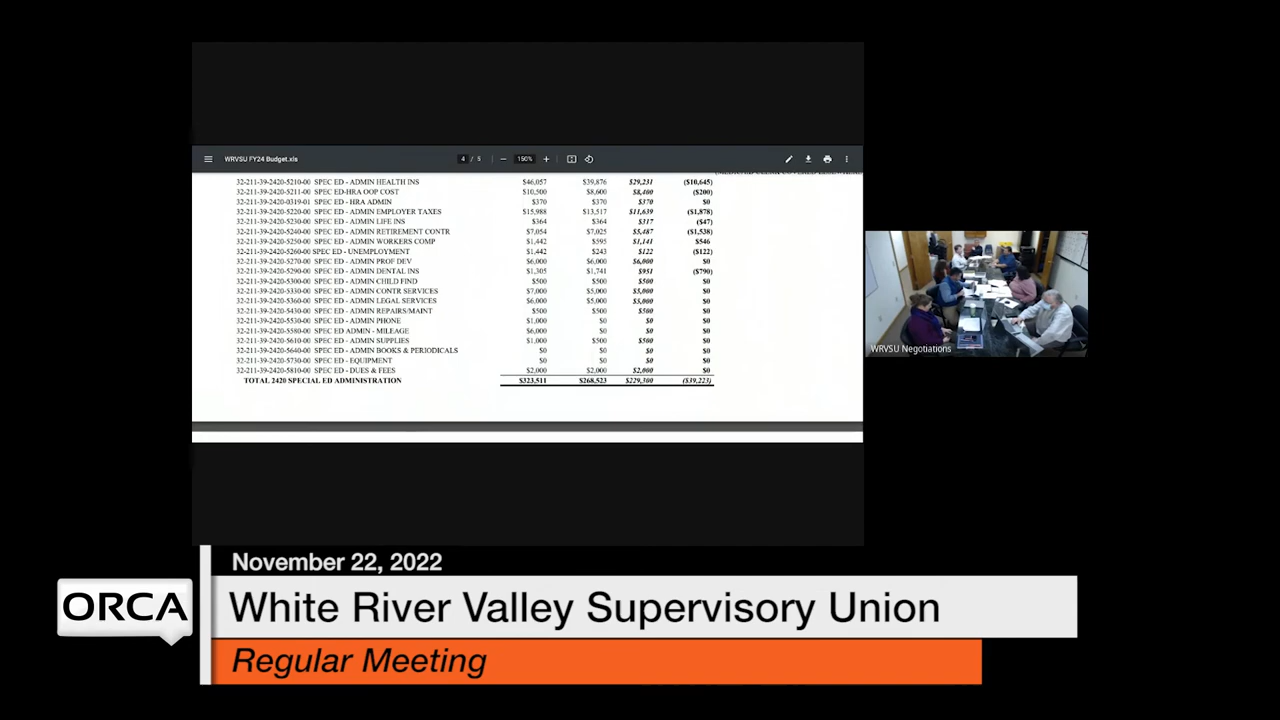 WRVSU FY24 Budget.xls
4 / 5
150%
32-211-39-2420-5210-00 SPEC ED - ADMIN HEALTH INS $46,057 $39,876 $29,231 ($10,645)
32-211-39-2420-5211-00 SPEC ED-HRA OOP COST $10,500 $8,600 $8,400 ($200)
32-211-39-2420-0319-01 SPEC ED - HRA ADMIN $370 $370 $370 $0
32-211-39-2420-5220-00 SPEC ED - ADMIN EMPLOYER TAXES $15,988 $13,517 $11,639 ($1,878)
32-211-39-2420-5230-00 SPEC ED - ADMIN LIFE INS $364 $364 $317 ($47)
32-211-39-2420-5240-00 SPEC ED - ADMIN RETIREMENT CONTR $7,054 $7,025 $5,487 ($1,538)
32-211-39-2420-5250-00 SPEC ED - ADMIN WORKERS COMP $1,442 $595 $1,141 $546
32-211-39-2420-5260-00 SPEC ED - UNEMPLOYMENT $1,442 $243 $122 ($122)
32-211-39-2420-5270-00 SPEC ED - ADMIN PROF DEV $6,000 $6,000 $6,000 $0
32-211-39-2420-5290-00 SPEC ED - ADMIN DENTAL INS $1,305 $1,741 $951 ($790)
32-211-39-2420-5300-00 SPEC ED - ADMIN CHILD FIND $500 $500 $500 $0
32-211-39-2420-5330-00 SPEC ED - ADMIN CONTR SERVICES $7,000 $5,000 $5,000 $0
32-211-39-2420-5360-00 SPEC ED - ADMIN LEGAL SERVICES $6,000 $5,000 $5,000 $0
32-211-39-2420-5430-00 SPEC ED - ADMIN REPAIRS/MAINT $500 $500 $500 $0
32-211-39-2420-5530-00 SPEC ED - ADMIN PHONE $1,000 $0 $0 $0
32-211-39-2420-5580-00 SPEC ED ADMIN - MILEAGE $6,000 $0 $0 $0
32-211-39-2420-5610-00 SPEC ED - ADMIN SUPPLIES $1,000 $500 $500 $0
32-211-39-2420-5640-00 SPEC ED - ADMIN BOOKS & PERIODICALS $0 $0 $0 $0
32-211-39-2420-5730-00 SPEC ED - EQUIPMENT $0 $0 $0 $0
32-211-39-2420-5810-00 SPEC ED - DUES & FEES $2,000 $2,000 $2,000 $0
TOTAL 2420 SPECIAL ED ADMINISTRATION $323,511 $268,523 $229,300 ($39,223)
WRVSU Negotiations
November 22, 2022
ORCA
White River Valley Supervisory Union
Regular Meeting